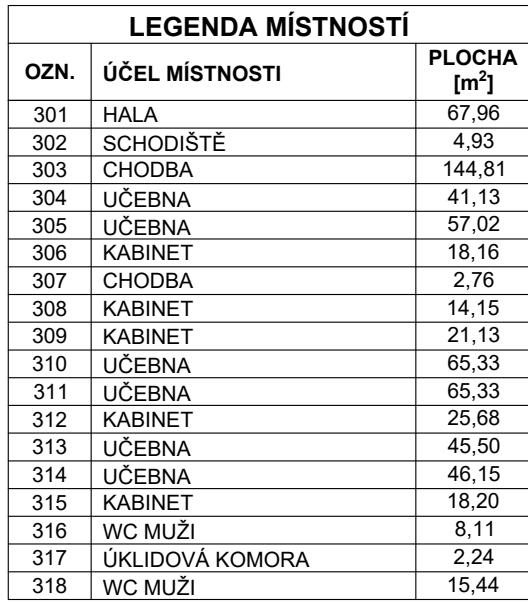 LEGENDA MÍSTNOSTÍ
OZN. ÚČEL MÍSTNOSTI PLOCHA [m²]
301 HALA 67,96
302 SCHODIŠTĚ 4,93
303 CHODBA 144,81
304 UČEBNA 41,13
305 UČEBNA 57,02
306 KABINET 18,16
307 CHODBA 2,76
308 KABINET 14,15
309 KABINET 21,13
310 UČEBNA 65,33
311 UČEBNA 65,33
312 KABINET 25,68
313 UČEBNA 45,50
314 UČEBNA 46,15
315 KABINET 18,20
316 WC MUŽI 8,11
317 ÚKLIDOVÁ KOMORA 2,24
318 WC MUŽI 15,44